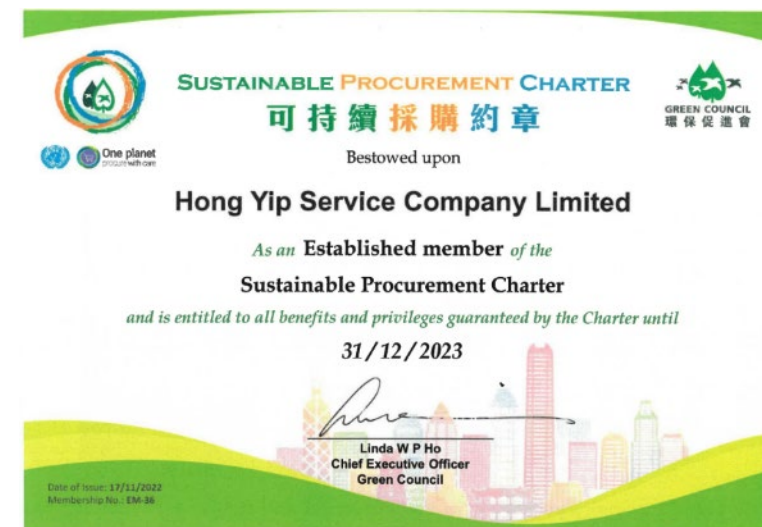 SUSTAINABLE PROCUREMENT CHARTER
可持續採購約章
GREEN COUNCIL
環保促進會
One planet
procure with care
Bestowed upon
Hong Yip Service Company Limited
As an Established member of the
Sustainable Procurement Charter
and is entitled to all benefits and privileges guaranteed by the Charter until
31/12/2023
Linda W P Ho
Chief Executive Officer
Green Council
Date of Issue: 17/11/2022
Membership No.: EM-36